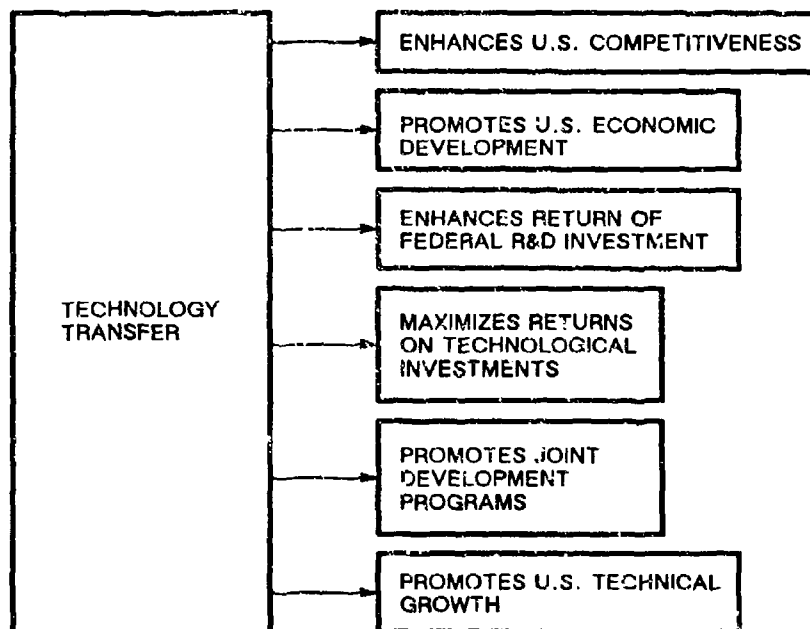 ENHANCES U.S. COMPETITIVENESS
PROMOTES U.S. ECONOMIC
DEVELOPMENT
ENHANCES RETURN OF
FEDERAL R&D INVESTMENT
TECHNOLOGY
TRANSFER
MAXIMIZES RETURNS
ON TECHNOLOGICAL
INVESTMENTS
PROMOTES JOINT
DEVELOPMENT
PROGRAMS
PROMOTES U.S. TECHNICAL
GROWTH